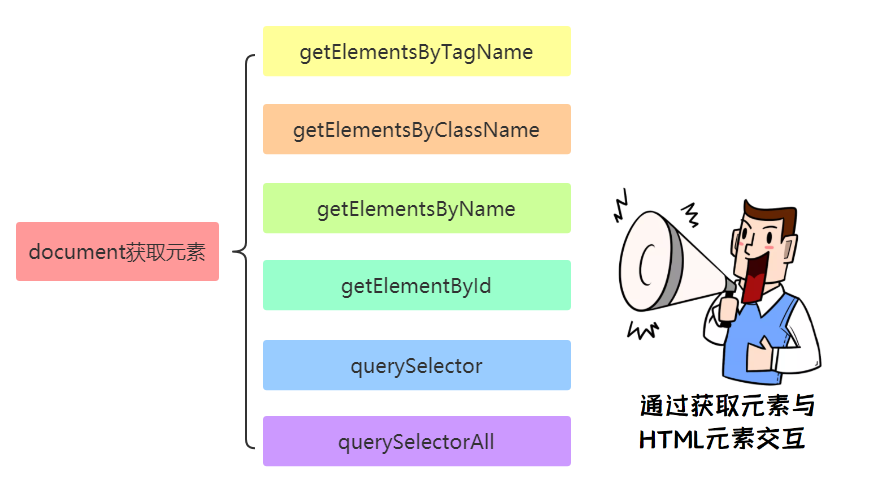 getElementsByTagName
getElementsByClassName
getElementsByName
document获取元素
getElementById
querySelector
querySelectorAll
通过获取元素与
HTML元素交互